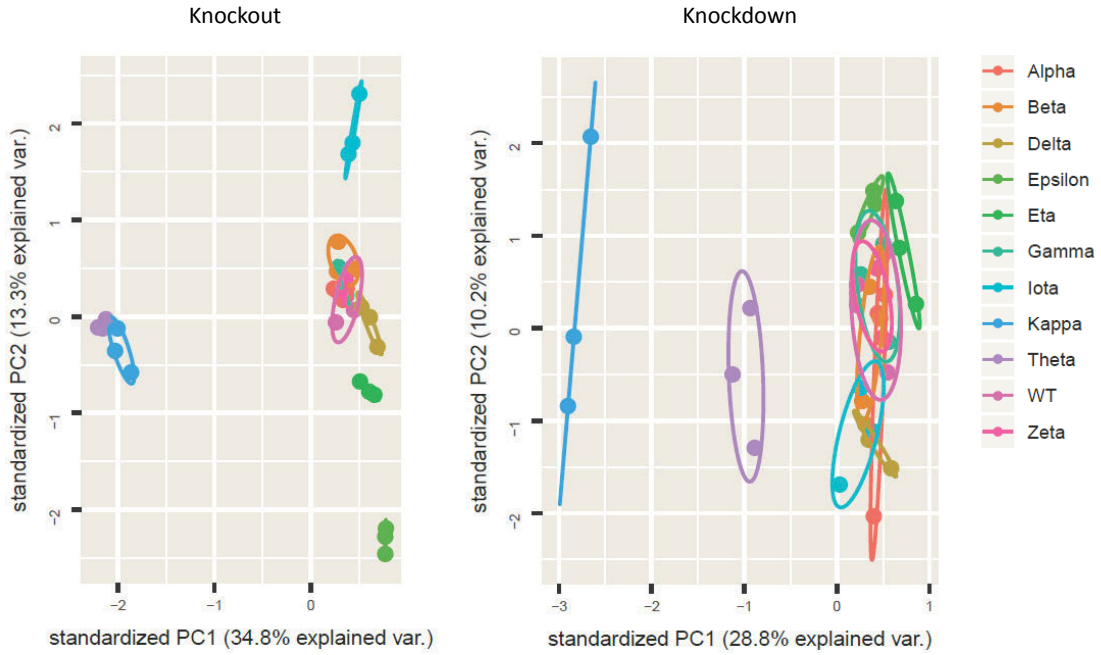 Knockout
Knockdown
standardized PC2 (13.3% explained var.)
2
1
0
−1
−2
−2
−1
0
standardized PC1 (34.8% explained var.)
standardized PC2 (10.2% explained var.)
2
1
0
−1
−2
−3
−2
−1
0
1
standardized PC1 (28.8% explained var.)
Alpha
Beta
Delta
Epsilon
Eta
Gamma
Iota
Kappa
Theta
WT
Zeta